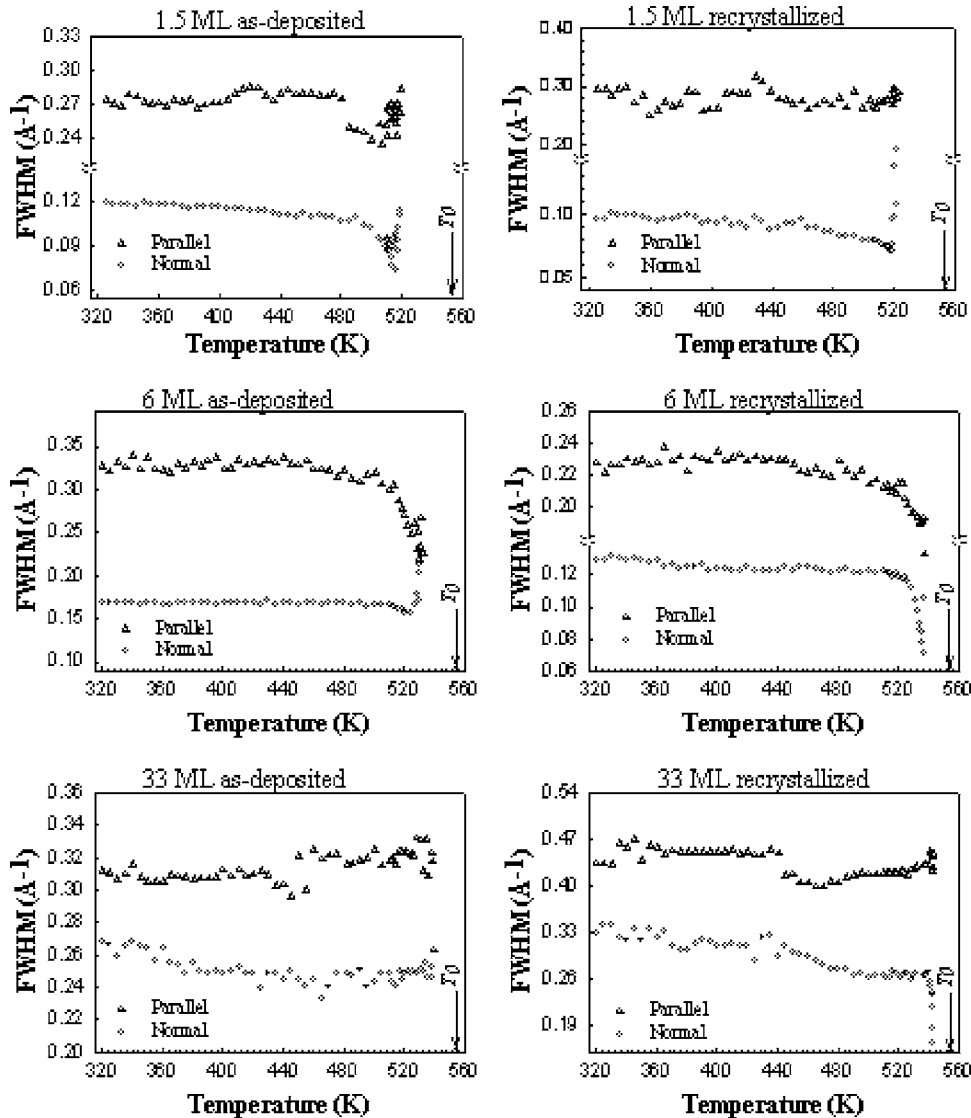 1.5 ML as-deposited
0.33
0.30
0.27
0.24
0.12
0.09
0.06
FWHM (A-1)
Parallel
Normal
T0
320 360 400 440 480 520 560
Temperature (K)
1.5 ML recrystallized
0.40
0.30
0.20
0.10
0.05
FWHM (A-1)
Parallel
Normal
T0
320 360 400 440 480 520 560
Temperature (K)
6 ML as-deposited
0.35
0.30
0.25
0.20
0.15
0.10
FWHM (A-1)
Parallel
Normal
T0
320 360 400 440 480 520 560
Temperature (K)
6 ML recrystallized
0.26
0.24
0.22
0.20
0.12
0.10
0.08
0.06
FWHM (A-1)
Parallel
Normal
T0
320 360 400 440 480 520 560
Temperature (K)
33 ML as-deposited
0.36
0.34
0.32
0.30
0.28
0.26
0.24
0.22
0.20
FWHM (A-1)
Parallel
Normal
T0
320 360 400 440 480 520 560
Temperature (K)
33 ML recrystallized
0.54
0.47
0.40
0.33
0.26
0.19
FWHM (A-1)
Parallel
Normal
T0
320 360 400 440 480 520 560
Temperature (K)